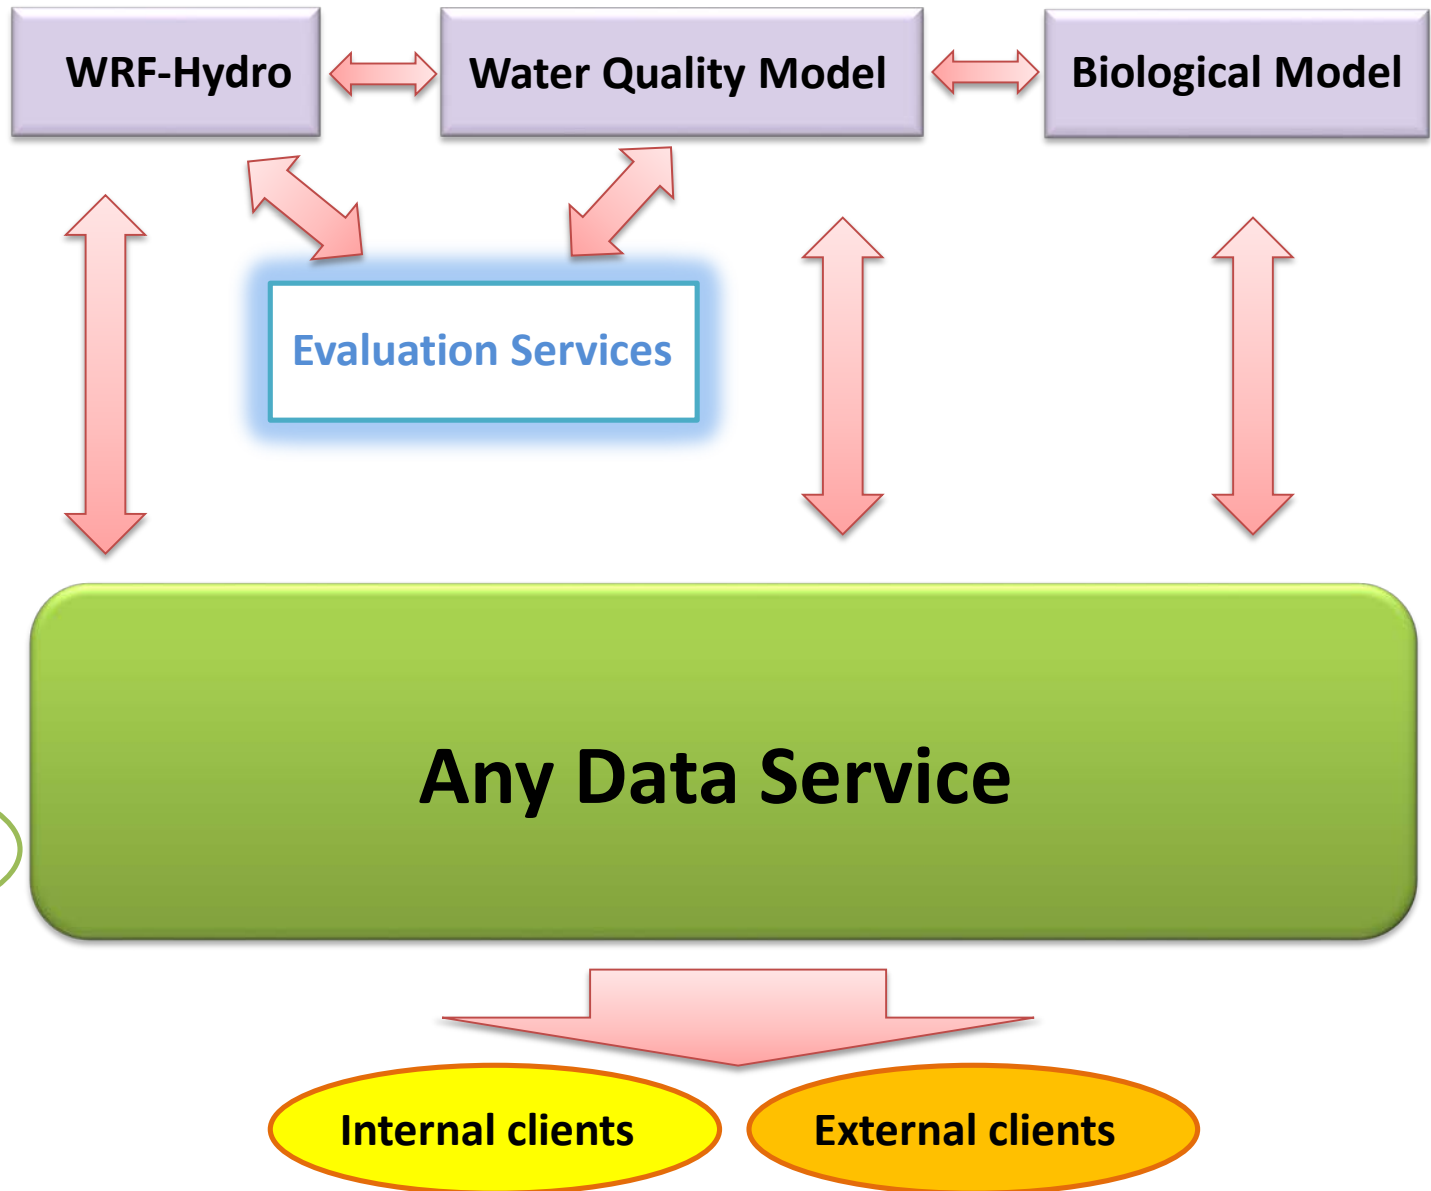 WRF-Hydro
Water Quality Model
Biological Model
Evaluation Services
Any Data Service
Internal clients
External clients